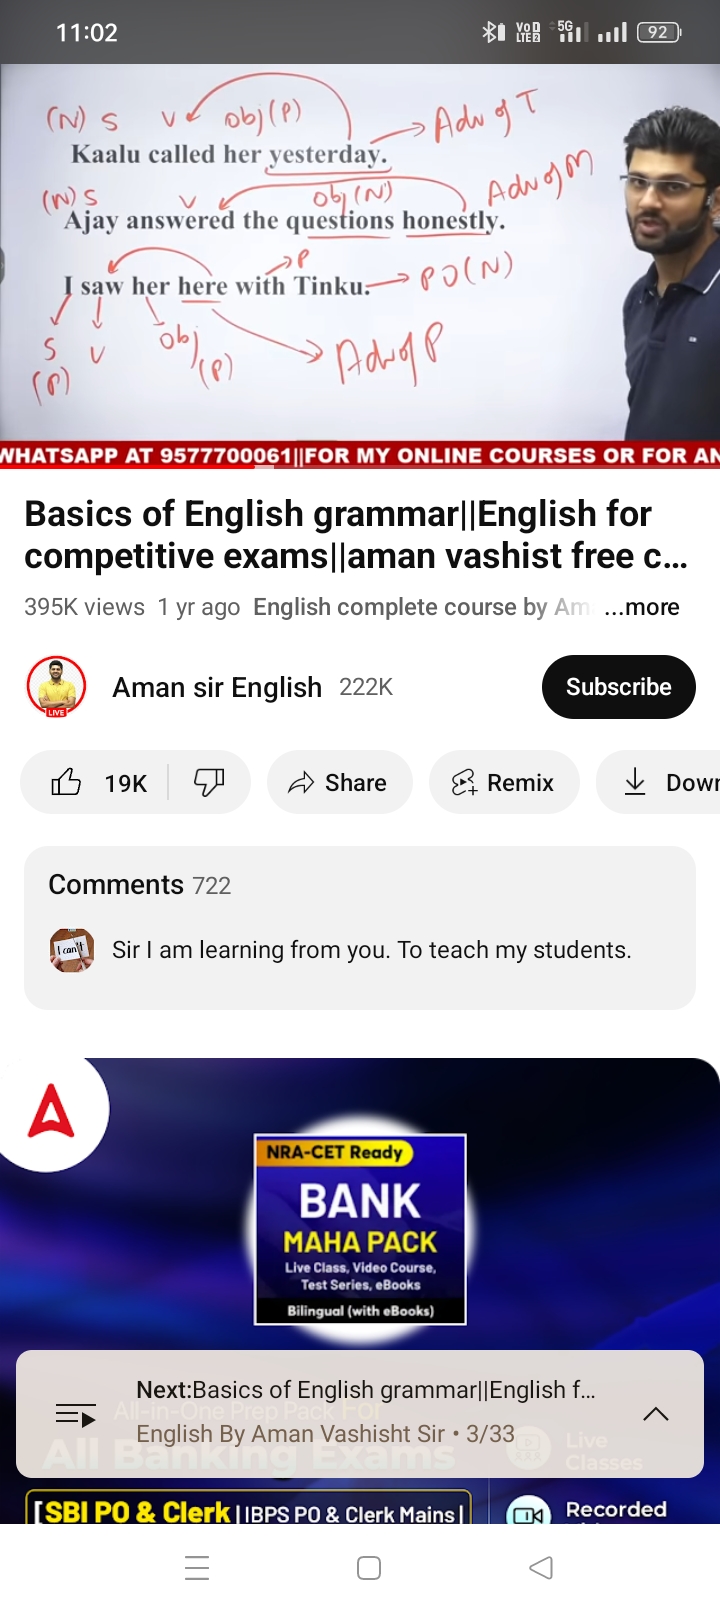 11:02
VoD LTE2 5G 92
(N) S V obj(P) Adv of T
Kaalu called her yesterday.
(N) S V obj(N) Adv of M
Ajay answered the questions honestly.
P
I saw her here with Tinku. PO(N)
S V obj Adv of P
(P) (P)
WHATSAPP AT 9577700061||FOR MY ONLINE COURSES OR FOR AN
Basics of English grammar||English for
competitive exams||aman vashist free c...
395K views 1 yr ago English complete course by Am ...more
LIVE
Aman sir English 222K Subscribe
19K Share Remix Down
Comments 722
I can't
Sir I am learning from you. To teach my students.
A
NRA-CET Ready
BANK
MAHA PACK
Live Class, Video Course,
Test Series, eBooks
Bilingual (with eBooks)
Next:Basics of English grammar||English f...
All-in-One Prep Pack For
English By Aman Vashisht Sir • 3/33
All Banking Exams
Live
Classes
[SBI PO & Clerk | IBPS PO & Clerk Mains |
Recorded